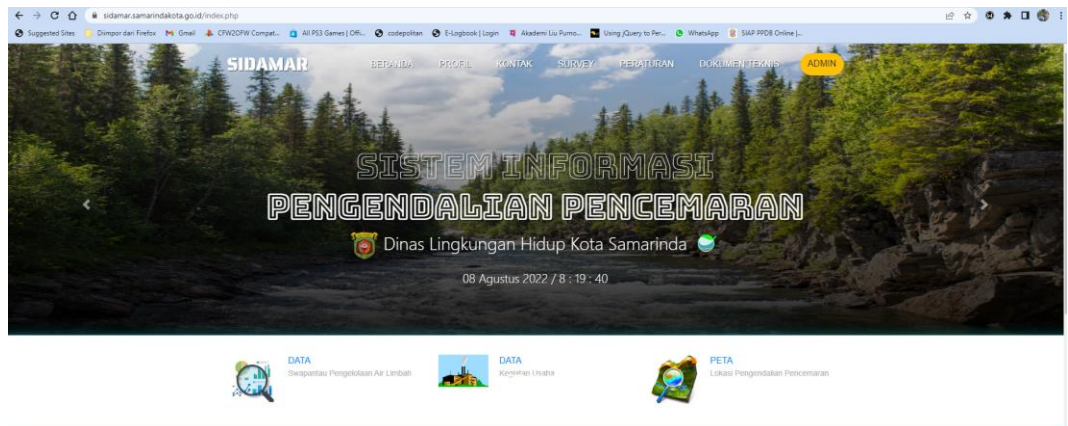 sidamar.samarindakota.go.id/index.php
Suggested Sites Diimpor dari Firefox Gmail CFW2OFW Compat... All PS3 Games | Offi... codepolitan E-Logbook | Login Akademi Liu Purno... Using jQuery to Per... WhatsApp SIAP PPDB Online |...
SIDAMAR BERANDA PROFIL KONTAK SURVEY PERATURAN DOKUMEN TEKNIS ADMIN
SISTEM INFORMASI
PENGENDALIAN PENCEMARAN
Dinas Lingkungan Hidup Kota Samarinda
08 Agustus 2022 / 8 : 19 : 40
DATA DATA PETA
Swapantau Pengelolaan Air Limbah Kegiatan Usaha Lokasi Pengendalian Pencemaran